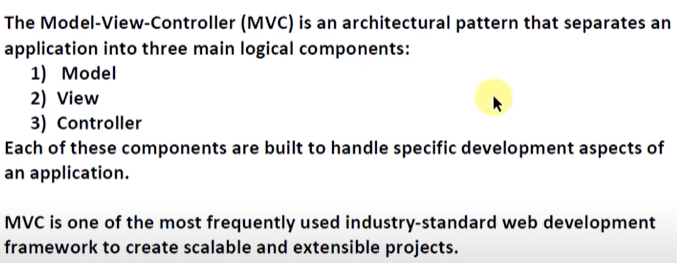 The Model-View-Controller (MVC) is an architectural pattern that separates an
application into three main logical components:
1) Model
2) View
3) Controller
Each of these components are built to handle specific development aspects of
an application.
MVC is one of the most frequently used industry-standard web development
framework to create scalable and extensible projects.